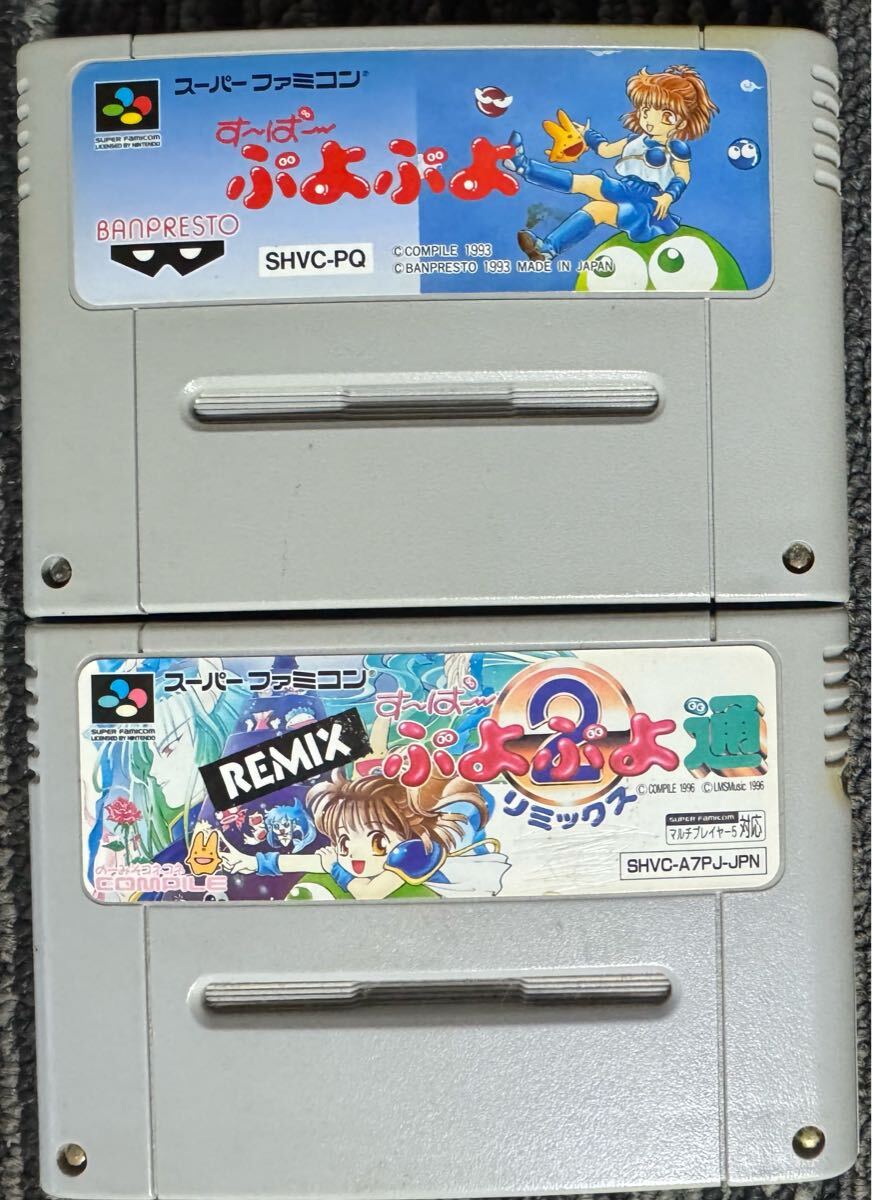 スーパーファミコン
SUPER FAMICOM
LICENSED BY NINTENDO
す〜ぱ〜
ぷよぷよ
BANPRESTO
SHVC-PQ
©COMPILE 1993
©BANPRESTO 1993 MADE IN JAPAN
スーパーファミコン
SUPER FAMICOM
LICENSED BY NINTENDO
す〜ぱ〜
ぷよぷよ通
2
リミックス
REMIX
©COMPILE 1996 ©LMSMusic 1996
SUPER FAMICOM
マルチプレイヤー5 対応
COMPILE
SHVC-A7PJ-JPN